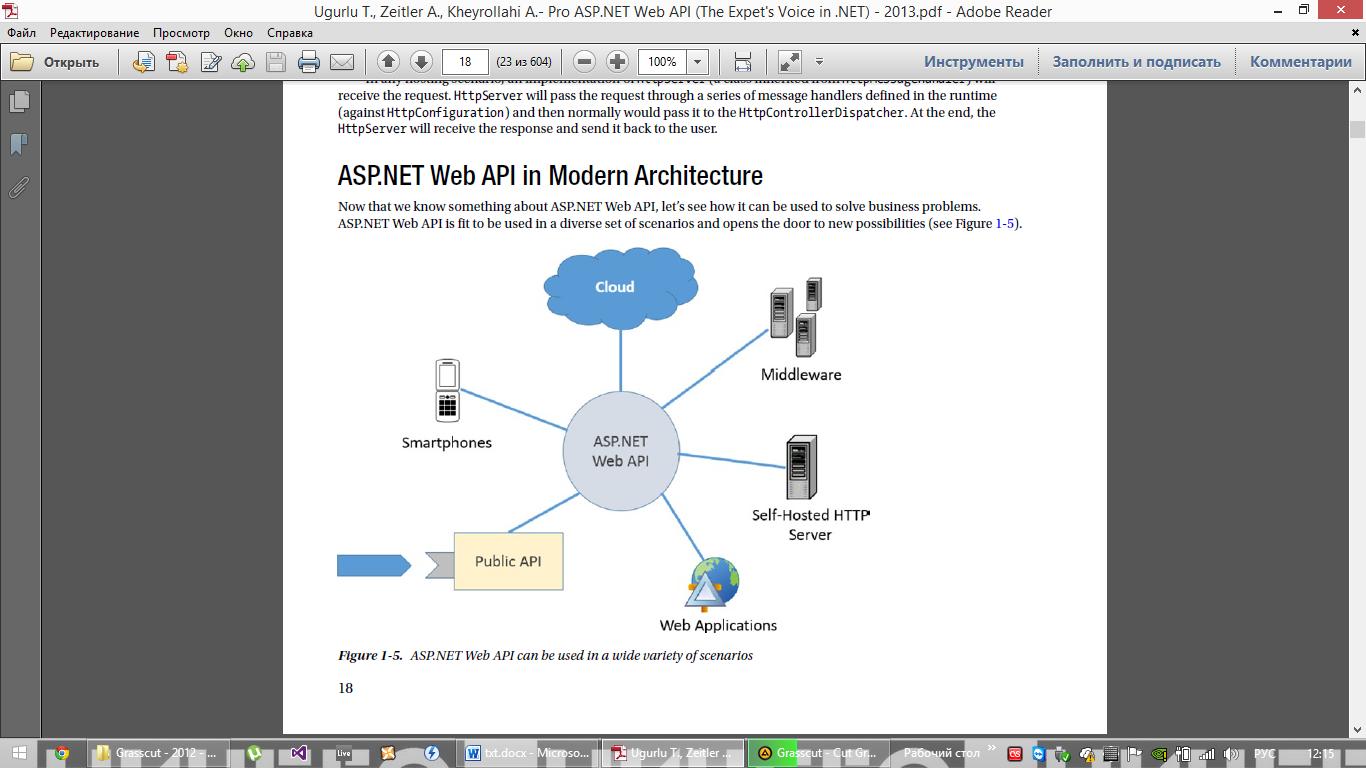 Ugurlu T., Zeitler A., Kheyrollahi A.- Pro ASP.NET Web API (The Expet's Voice in .NET) - 2013.pdf - Adobe Reader
Файл Редактирование Просмотр Окно Справка
Открыть 18 (23 из 604) 100% Инструменты Заполнить и подписать Комментарии
receive the request. HttpServer will pass the request through a series of message handlers defined in the runtime
(against HttpConfiguration) and then normally would pass it to the HttpControllerDispatcher. At the end, the
HttpServer will receive the response and send it back to the user.
ASP.NET Web API in Modern Architecture
Now that we know something about ASP.NET Web API, let's see how it can be used to solve business problems.
ASP.NET Web API is fit to be used in a diverse set of scenarios and opens the door to new possibilities (see Figure 1-5).
Cloud
Middleware
Smartphones
ASP.NET
Web API
Self-Hosted HTTP
Server
Public API
Web Applications
Figure 1-5. ASP.NET Web API can be used in a wide variety of scenarios
18
Grasscut - 2012 - ... Live txt.docx - Microso... Ugurlu T., Zeitler ... Grasscut - Cut Gr... Рабочий стол РУС 12:15